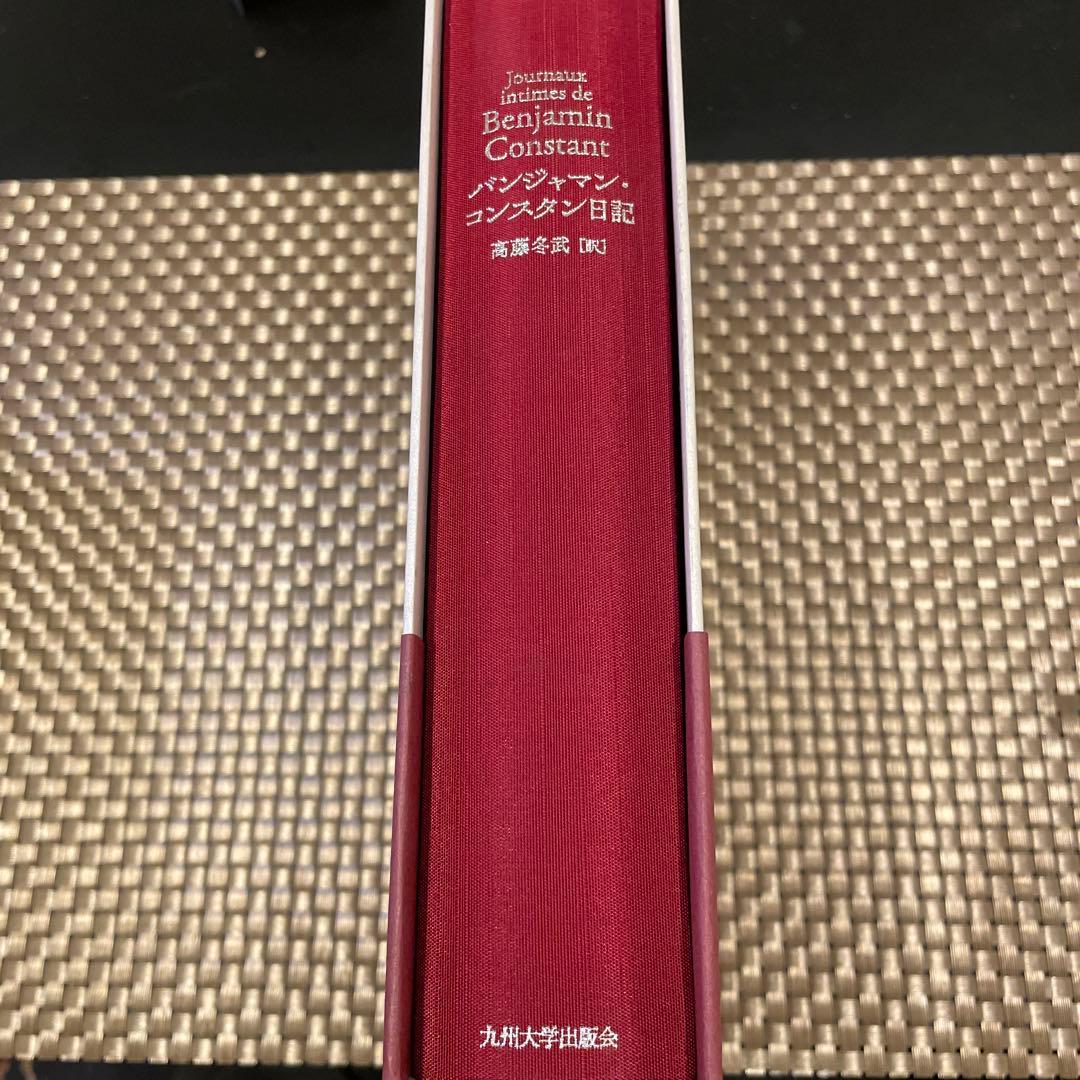 Journaux
intimes de
Benjamin
Constant
バンジャマン・
コンスタン日記
高藤冬武[訳]
九州大学出版会